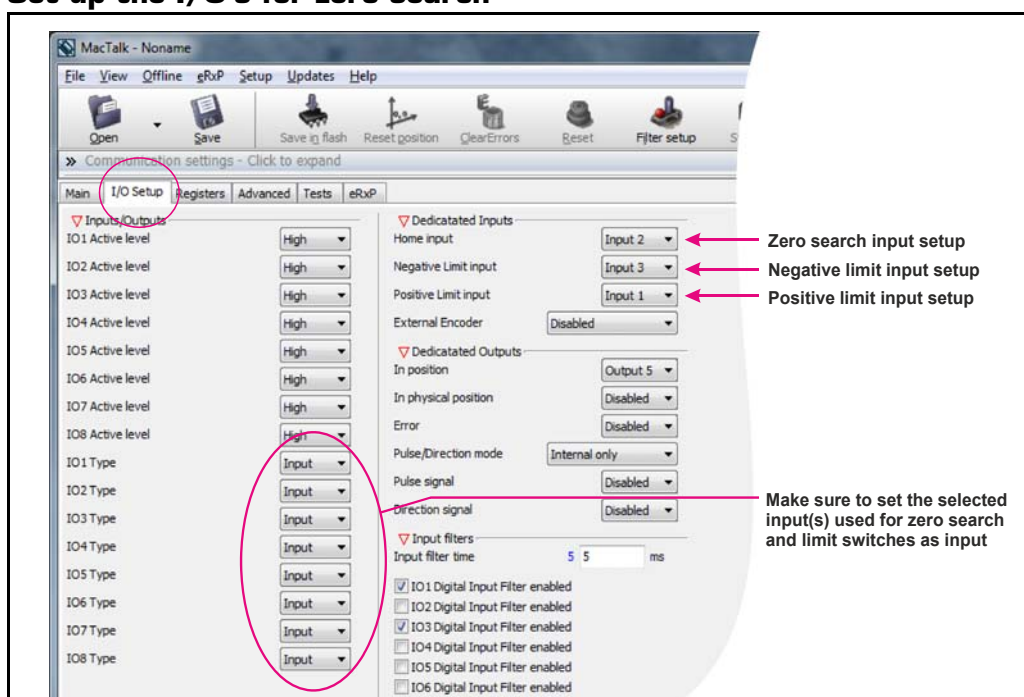 Set up the I/O's for zero search
MacTalk - Noname
File View Offline eRxP Setup Updates Help
Open Save Save in flash Reset position ClearErrors Reset Filter setup
» Communication settings - Click to expand
Main I/O Setup Registers Advanced Tests eRxP
Inputs/Outputs
IO1 Active level High
IO2 Active level High
IO3 Active level High
IO4 Active level High
IO5 Active level High
IO6 Active level High
IO7 Active level High
IO8 Active level High
IO1 Type Input
IO2 Type Input
IO3 Type Input
IO4 Type Input
IO5 Type Input
IO6 Type Input
IO7 Type Input
IO8 Type Input
Dedicatated Inputs
Home input Input 2
Negative Limit input Input 3
Positive Limit input Input 1
External Encoder Disabled
Dedicatated Outputs
In position Output 5
In physical position Disabled
Error Disabled
Pulse/Direction mode Internal only
Pulse signal Disabled
Direction signal Disabled
Input filters
Input filter time 5 5 ms
IO1 Digital Input Filter enabled
IO2 Digital Input Filter enabled
IO3 Digital Input Filter enabled
IO4 Digital Input Filter enabled
IO5 Digital Input Filter enabled
IO6 Digital Input Filter enabled
Zero search input setup
Negative limit input setup
Positive limit input setup
Make sure to set the selected
input(s) used for zero search
and limit switches as input